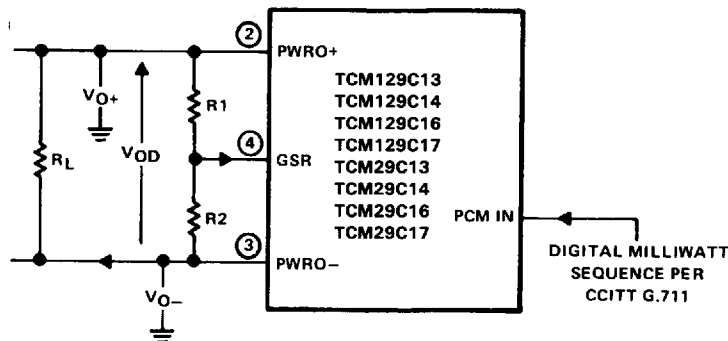 2
PWRO+
TCM129C13
TCM129C14
TCM129C16
TCM129C17
TCM29C13
TCM29C14
TCM29C16
TCM29C17
VO+
R1
4
GSR
RL
VOD
R2
PCM IN
3
PWRO−
VO−
DIGITAL MILLIWATT
SEQUENCE PER
CCITT G.711